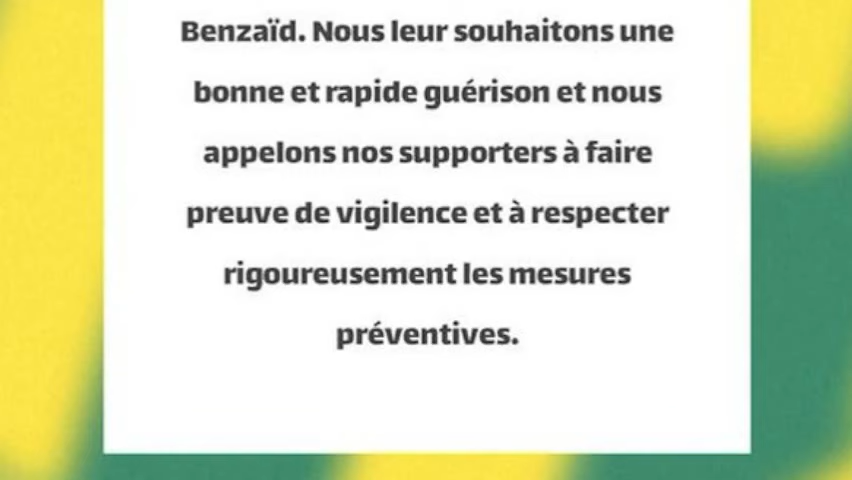 Benzaïd. Nous leur souhaitons une
bonne et rapide guérison et nous
appelons nos supporters à faire
preuve de vigilence et à respecter
rigoureusement les mesures
préventives.